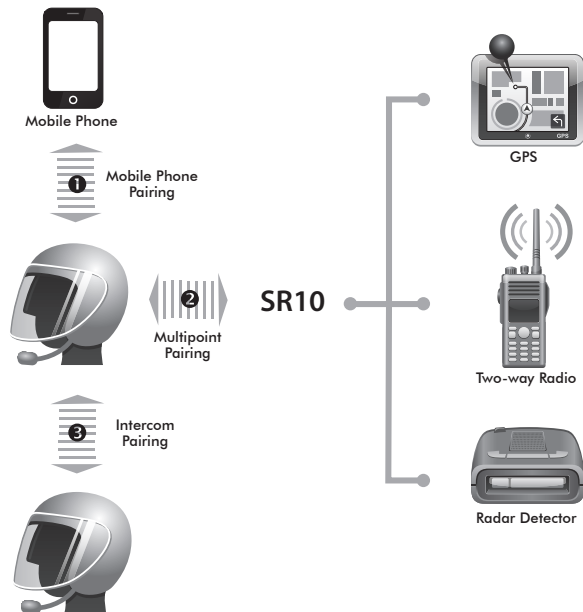 Mobile Phone
1
Mobile Phone
Pairing
2
Multipoint
Pairing
SR10
3
Intercom
Pairing
GPS
GPS
Two-way Radio
Radar Detector